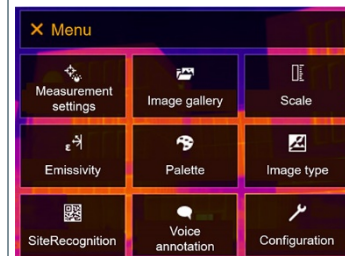 × Menu
Measurement
settings
Image gallery
Scale
ε
Emissivity
Palette
Image type
SiteRecognition
Voice
annotation
Configuration